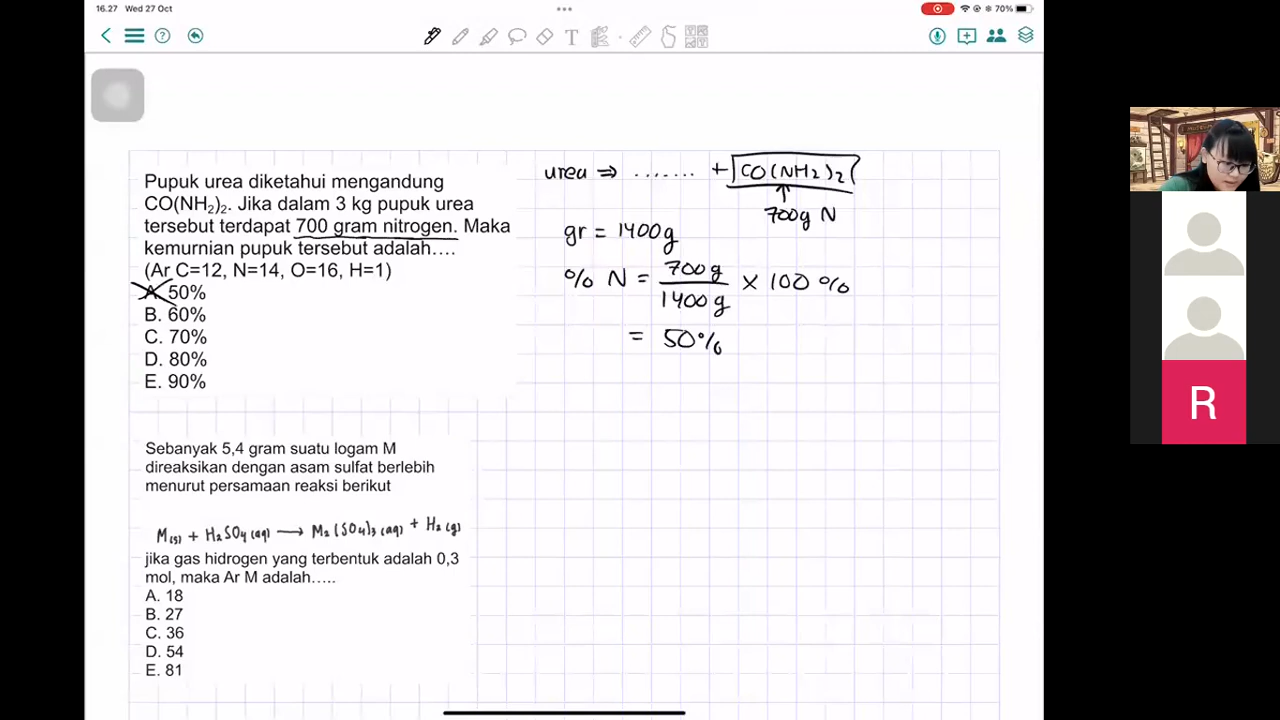 16.27 Wed 27 Oct
70%
Pupuk urea diketahui mengandung
CO(NH₂)₂. Jika dalam 3 kg pupuk urea
tersebut terdapat 700 gram nitrogen. Maka
kemurnian pupuk tersebut adalah....
(Ar C=12, N=14, O=16, H=1)
A. 50%
B. 60%
C. 70%
D. 80%
E. 90%
urea ⇒ ....... + CO(NH₂)₂
700g N
gr = 1400g
% N = 700 g / 1400 g × 100 %
= 50%
Sebanyak 5,4 gram suatu logam M
direaksikan dengan asam sulfat berlebih
menurut persamaan reaksi berikut
M(s) + H₂SO₄(aq) → M₂(SO₄)₃(aq) + H₂(g)
jika gas hidrogen yang terbentuk adalah 0,3
mol, maka Ar M adalah.....
A. 18
B. 27
C. 36
D. 54
E. 81
R